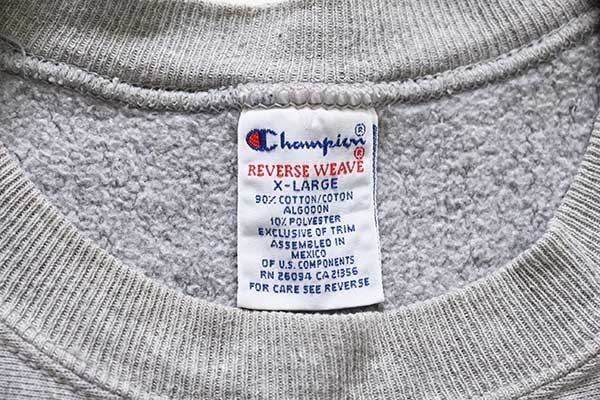 Champion®
REVERSE WEAVE®
X-LARGE
90% COTTON/COTON
ALGODON
10% POLYESTER
EXCLUSIVE OF TRIM
ASSEMBLED IN
MEXICO
OF U.S. COMPONENTS
RN 26094 CA 21356
FOR CARE SEE REVERSE